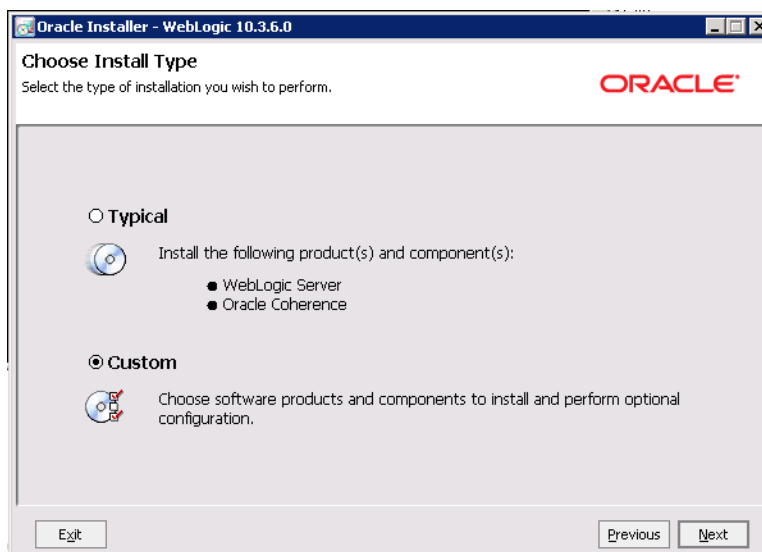 Oracle Installer - WebLogic 10.3.6.0
Choose Install Type
Select the type of installation you wish to perform.
ORACLE
Typical
Install the following product(s) and component(s):
WebLogic Server
Oracle Coherence
Custom
Choose software products and components to install and perform optional
configuration.
Exit
Previous
Next